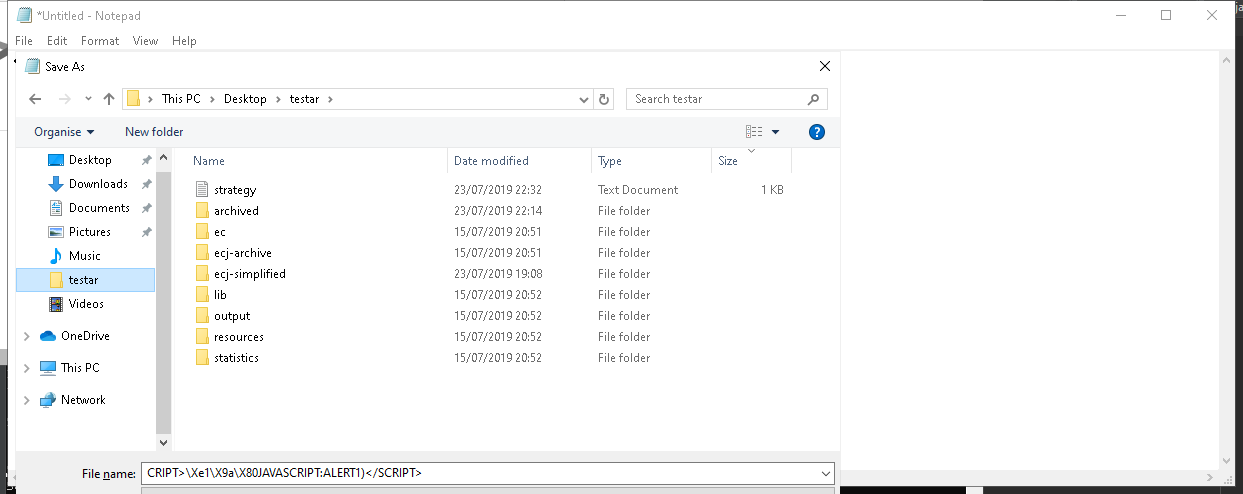 *Untitled - Notepad
File Edit Format View Help
Save As
This PC > Desktop > testar >
Search testar
Organise New folder
Name Date modified Type Size
Desktop
Downloads
Documents
Pictures
Music
testar
Videos
OneDrive
This PC
Network
strategy 23/07/2019 22:32 Text Document 1 KB
archived 23/07/2019 22:14 File folder
ec 15/07/2019 20:51 File folder
ecj-archive 15/07/2019 20:51 File folder
ecj-simplified 23/07/2019 19:08 File folder
lib 15/07/2019 20:52 File folder
output 15/07/2019 20:52 File folder
resources 15/07/2019 20:52 File folder
statistics 15/07/2019 20:52 File folder
File name: CRIPT>\Xe1\X9a\X80JAVASCRIPT:ALERT1)</SCRIPT>